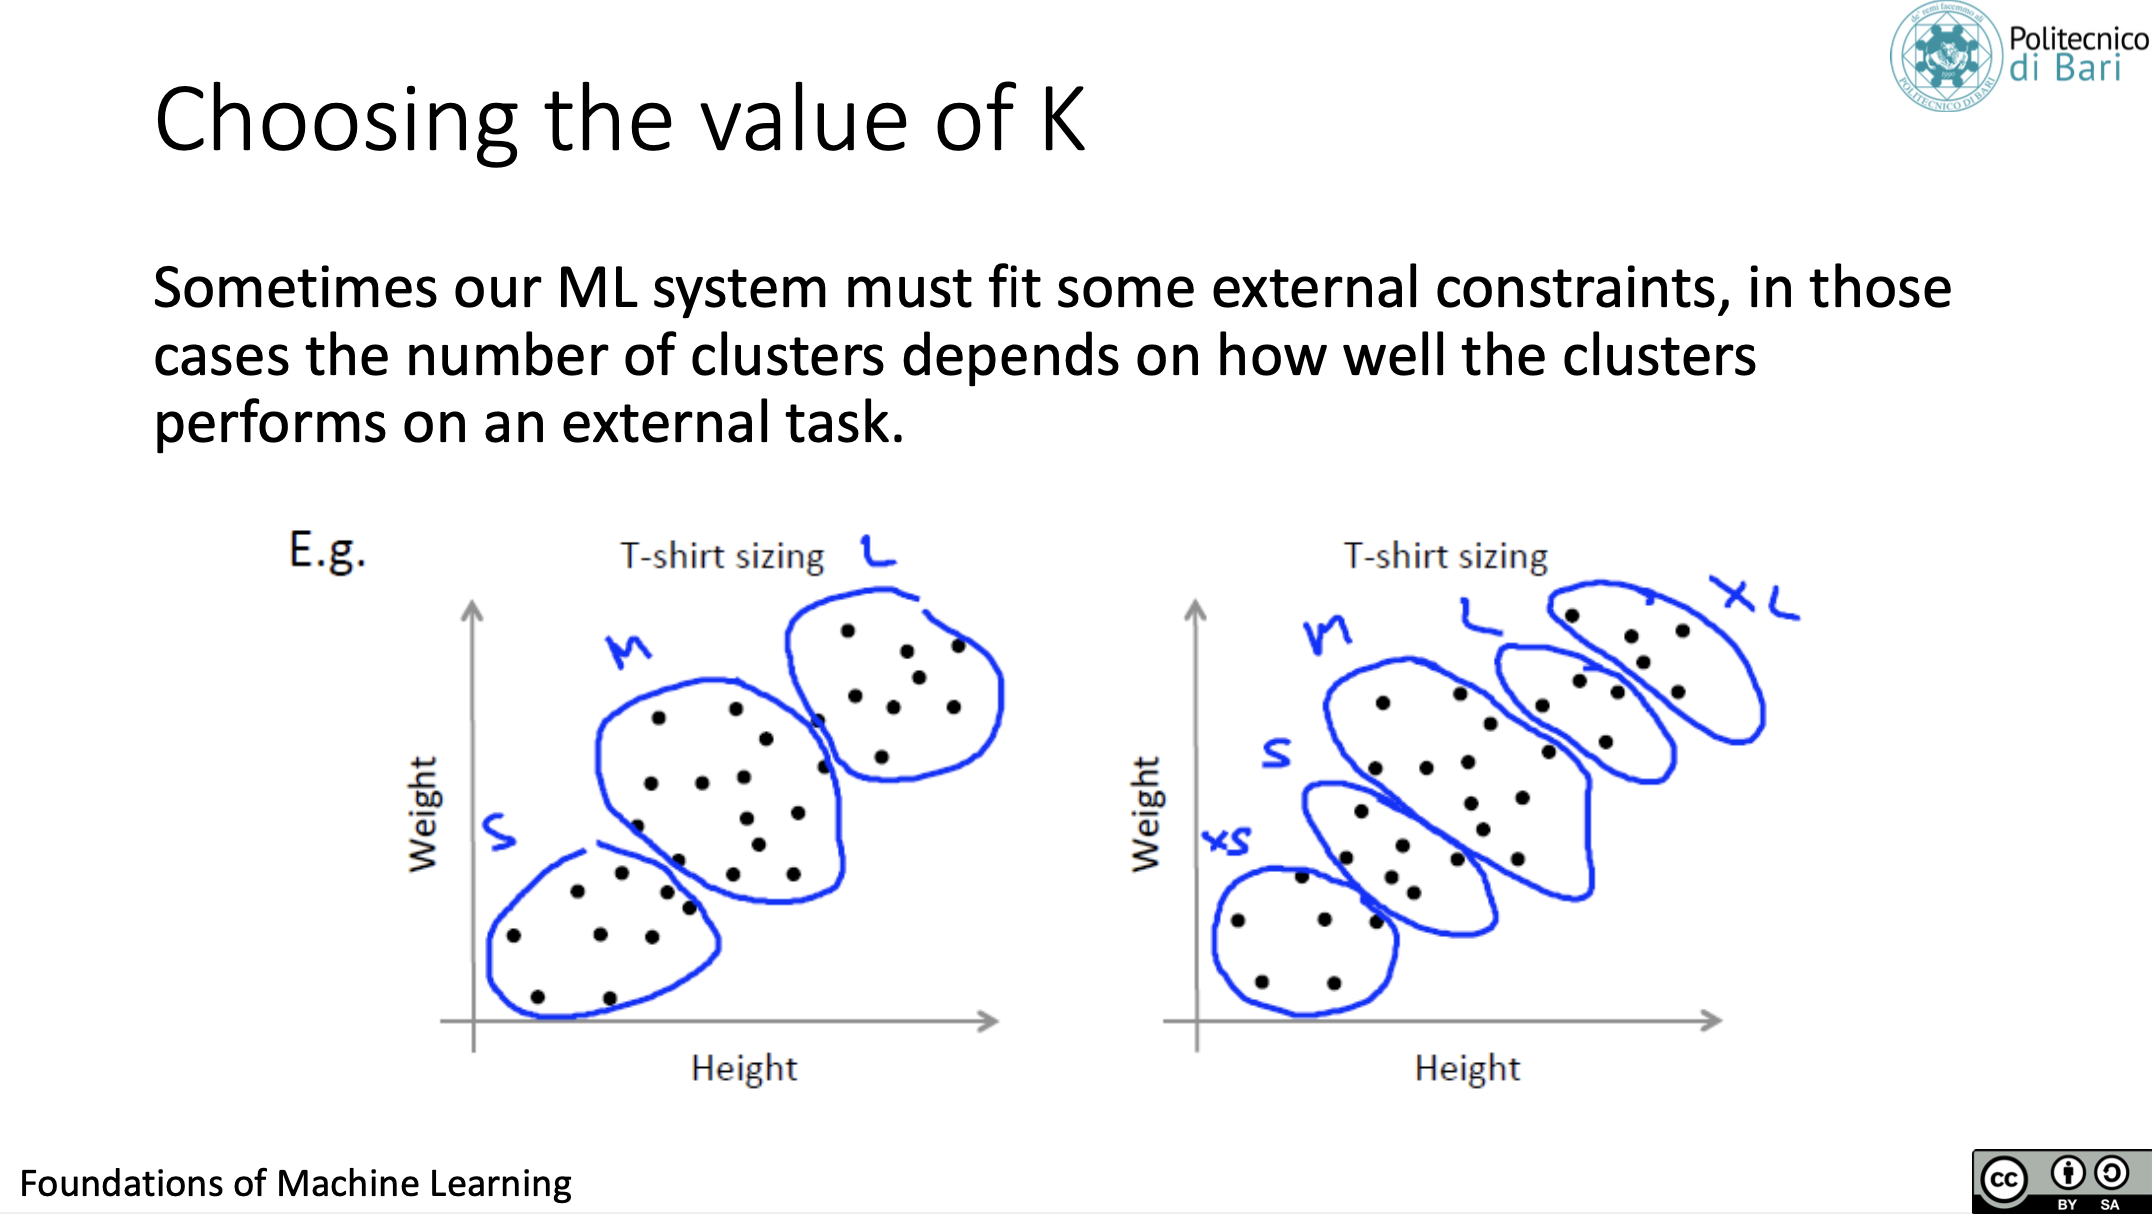 Politecnico
di Bari
Choosing the value of K
Sometimes our ML system must fit some external constraints, in those
cases the number of clusters depends on how well the clusters
performs on an external task.
E.g.
T-shirt sizing
L
M
S
Weight
Height
T-shirt sizing
XL
L
M
S
XS
Weight
Height
Foundations of Machine Learning
cc
BY SA